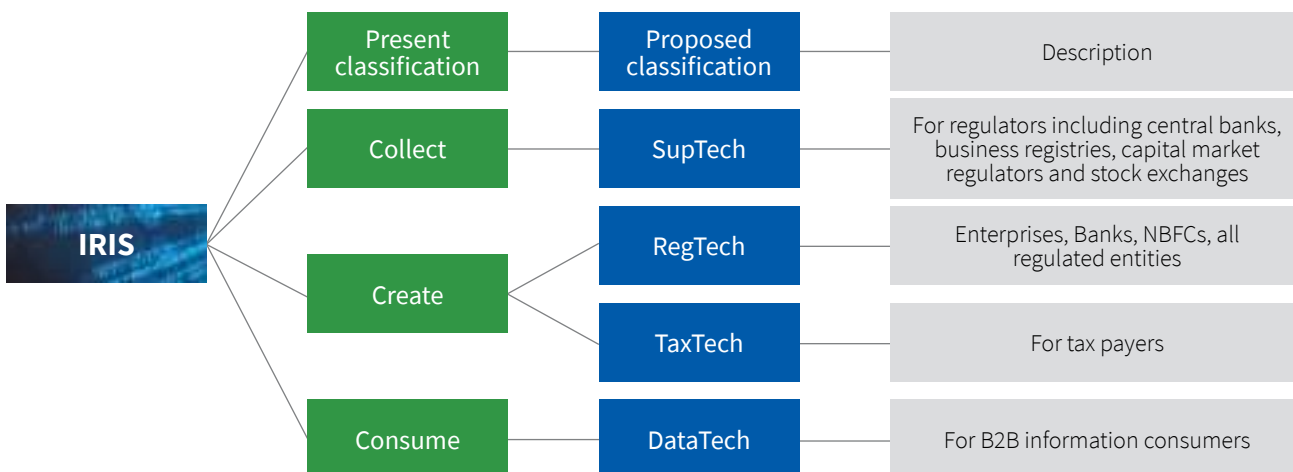 Present
classification
Proposed
classification
Description
Collect
SupTech
For regulators including central banks,
business registries, capital market
regulators and stock exchanges
IRIS
Create
RegTech
Enterprises, Banks, NBFCs, all
regulated entities
TaxTech
For tax payers
Consume
DataTech
For B2B information consumers